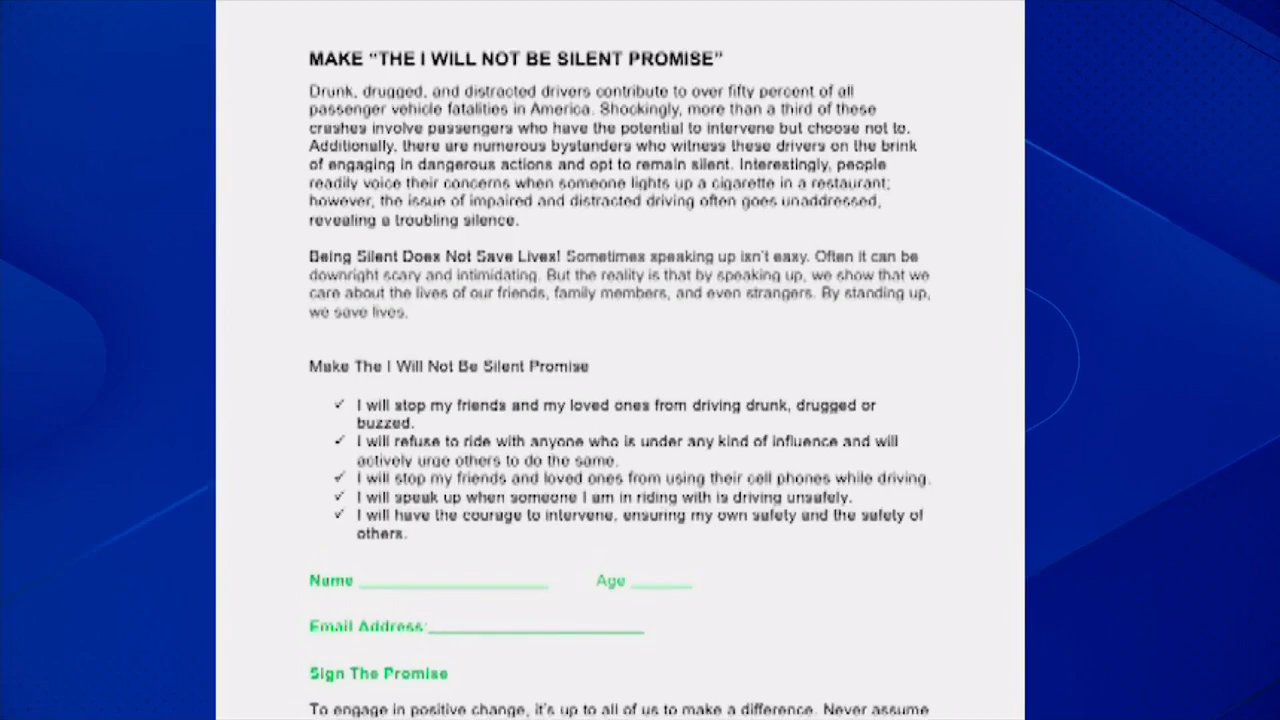 MAKE “THE I WILL NOT BE SILENT PROMISE”
Drunk, drugged, and distracted drivers contribute to over fifty percent of all
passenger vehicle fatalities in America. Shockingly, more than a third of these
crashes involve passengers who have the potential to intervene but choose not to.
Additionally, there are numerous bystanders who witness these drivers on the brink
of engaging in dangerous actions and opt to remain silent. Interestingly, people
readily voice their concerns when someone lights up a cigarette in a restaurant;
however, the issue of impaired and distracted driving often goes unaddressed,
revealing a troubling silence.
Being Silent Does Not Save Lives! Sometimes speaking up isn’t easy. Often it can be
downright scary and intimidating. But the reality is that by speaking up, we show that we
care about the lives of our friends, family members, and even strangers. By standing up,
we save lives.
Make The I Will Not Be Silent Promise
✓ I will stop my friends and my loved ones from driving drunk, drugged or
buzzed.
✓ I will refuse to ride with anyone who is under any kind of influence and will
actively urge others to do the same.
✓ I will stop my friends and loved ones from using their cell phones while driving.
✓ I will speak up when someone I am in riding with is driving unsafely.
✓ I will have the courage to intervene, ensuring my own safety and the safety of
others.
Name ____________________ Age ______
Email Address:______________________
Sign The Promise
To engage in positive change, it’s up to all of us to make a difference. Never assume